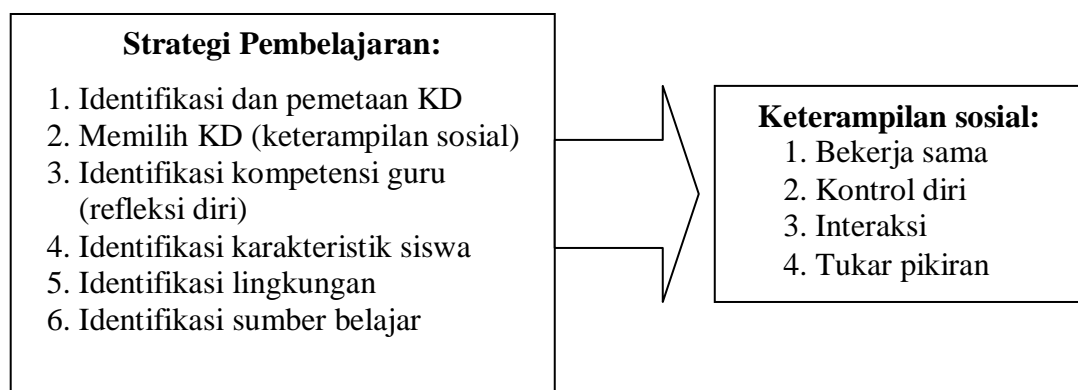 Strategi Pembelajaran:
1. Identifikasi dan pemetaan KD
2. Memilih KD (keterampilan sosial)
3. Identifikasi kompetensi guru
(refleksi diri)
4. Identifikasi karakteristik siswa
5. Identifikasi lingkungan
6. Identifikasi sumber belajar
Keterampilan sosial:
1. Bekerja sama
2. Kontrol diri
3. Interaksi
4. Tukar pikiran